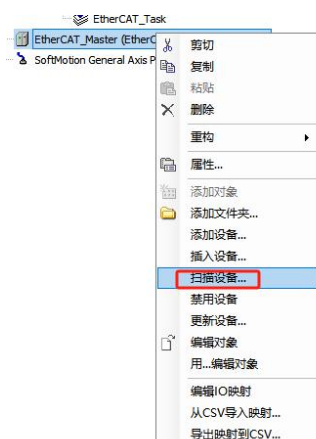 EtherCAT_Task
EtherCAT_Master (EtherC
SoftMotion General Axis P
剪切
复制
粘贴
删除
重构
属性...
添加对象
添加文件夹...
添加设备...
插入设备...
扫描设备...
禁用设备
更新设备...
编辑对象
用...编辑对象
编辑IO映射
从CSV导入映射...
导出映射到CSV...